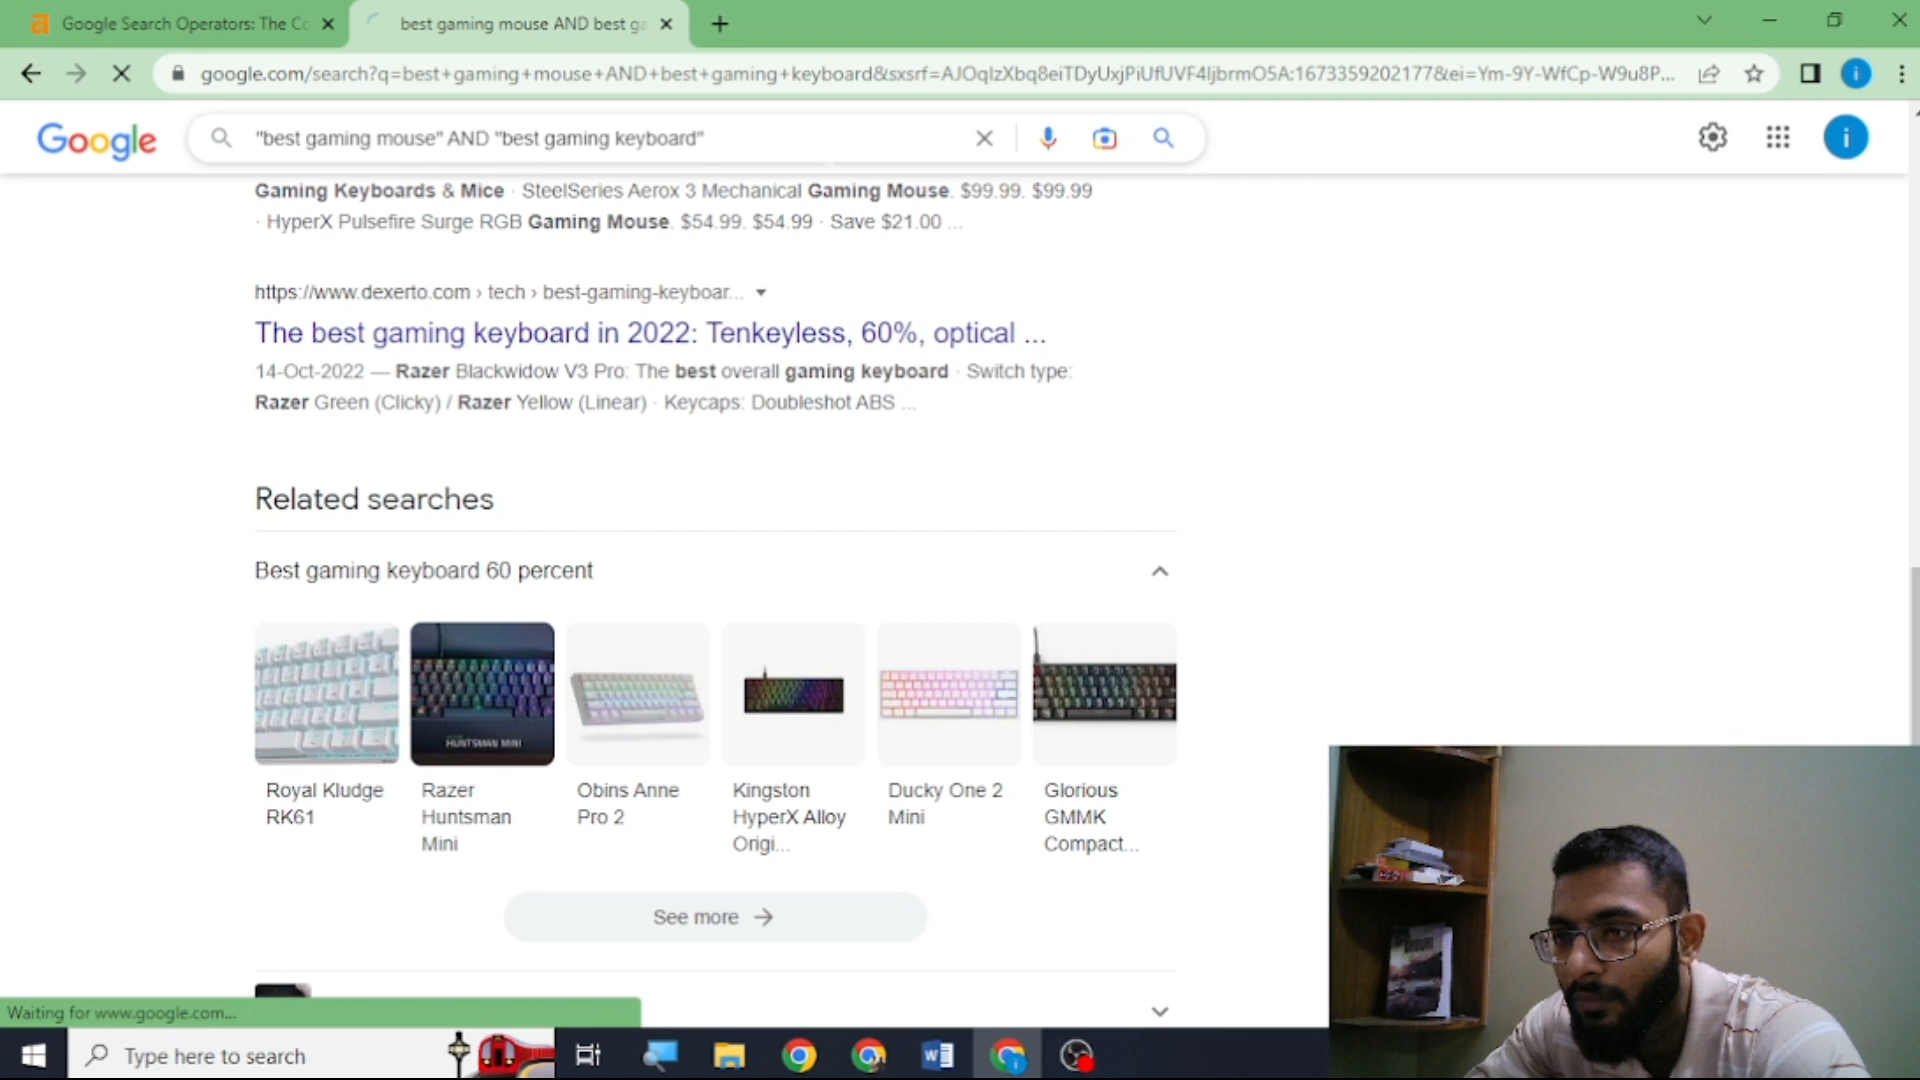 Google Search Operators: The Co
best gaming mouse AND best ga
google.com/search?q=best+gaming+mouse+AND+best+gaming+keyboard&sxsrf=AJOqlzXbq8eiTDyUxjPiUfUVF4ljbrmO5A:1673359202177&ei=Ym-9Y-WfCp-W9u8P...
i
Google
"best gaming mouse" AND "best gaming keyboard"
i
Gaming Keyboards & Mice · SteelSeries Aerox 3 Mechanical Gaming Mouse. $99.99. $99.99
· HyperX Pulsefire Surge RGB Gaming Mouse. $54.99. $54.99 · Save $21.00 ...
https://www.dexerto.com › tech › best-gaming-keyboar...
The best gaming keyboard in 2022: Tenkeyless, 60%, optical ...
14-Oct-2022 — Razer Blackwidow V3 Pro: The best overall gaming keyboard · Switch type:
Razer Green (Clicky) / Razer Yellow (Linear) · Keycaps: Doubleshot ABS ...
Related searches
Best gaming keyboard 60 percent
HUNTSMAN MINI
Royal Kludge RK61
Razer Huntsman Mini
Obins Anne Pro 2
Kingston HyperX Alloy Origi...
Ducky One 2 Mini
Glorious GMMK Compact...
See more
Waiting for www.google.com...
Type here to search